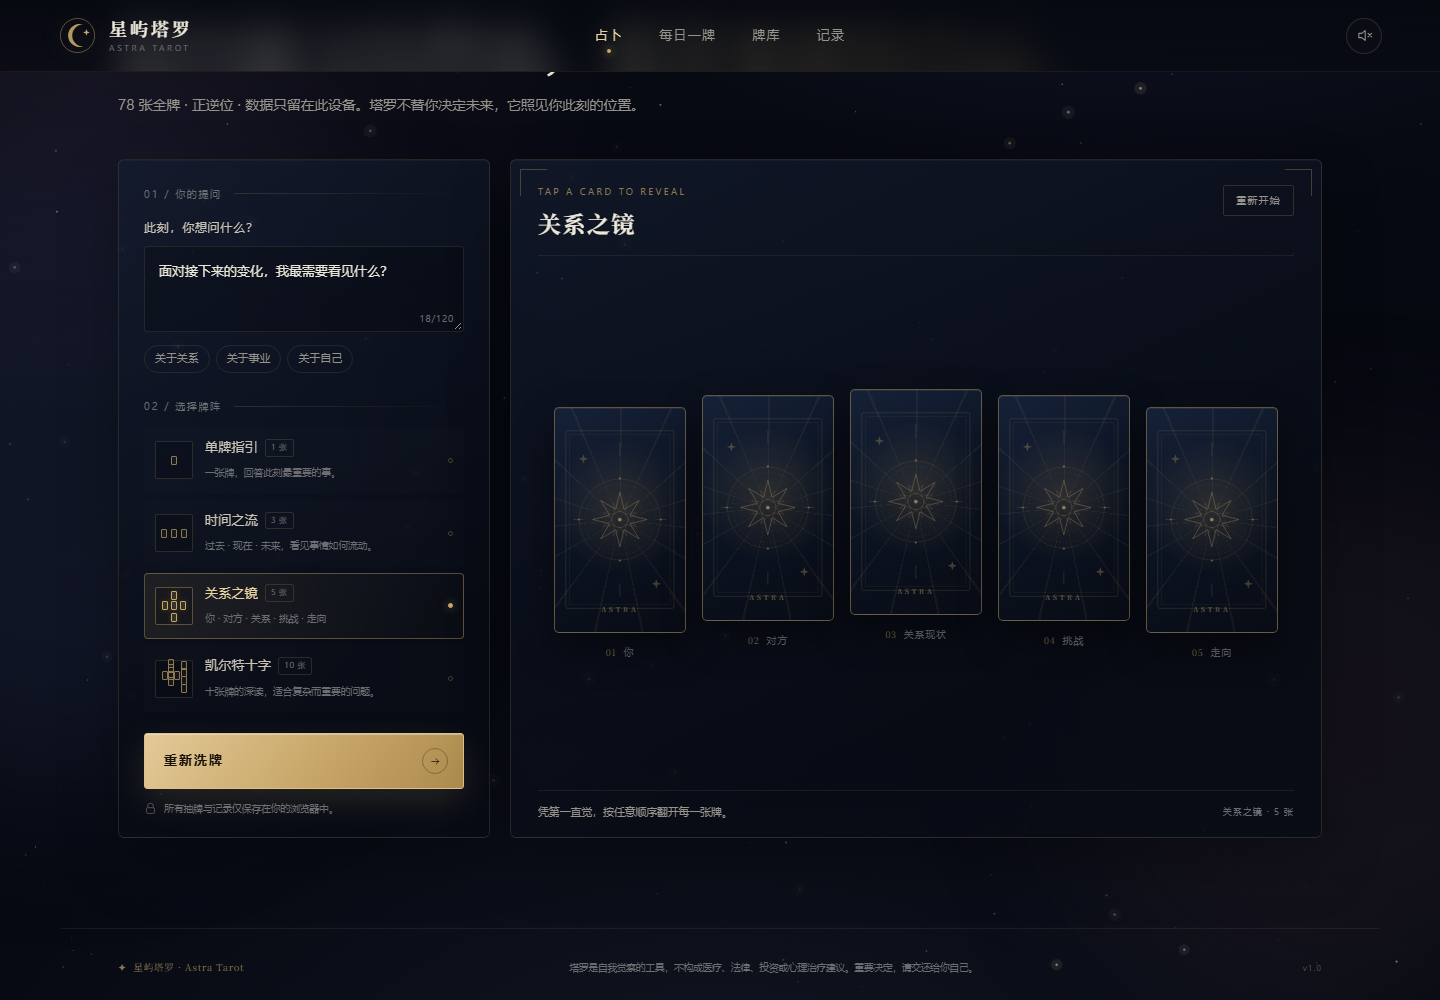 星屿塔罗
ASTRA TAROT
占卜
每日一牌
牌库
记录
78 张全牌 · 正逆位 · 数据只留在此设备。塔罗不替你决定未来，它照见你此刻的位置。
01 / 你的提问
此刻，你想问什么？
面对接下来的变化，我最需要看见什么？
18/120
关于关系
关于事业
关于自己
02 / 选择牌阵
单牌指引 1 张
一张牌，回答此刻最重要的事。
时间之流 3 张
过去 · 现在 · 未来，看见事情如何流动。
关系之镜 5 张
你 · 对方 · 关系 · 挑战 · 走向
凯尔特十字 10 张
十张牌的深读，适合复杂而重要的问题。
重新洗牌
所有抽牌与记录仅保存在你的浏览器中。
TAP A CARD TO REVEAL
关系之镜
重新开始
ASTRA
ASTRA
ASTRA
ASTRA
ASTRA
01 你
02 对方
03 关系现状
04 挑战
05 走向
凭第一直觉，按任意顺序翻开每一张牌。
关系之镜 · 5 张
星屿塔罗 · Astra Tarot
塔罗是自我觉察的工具，不构成医疗、法律、投资或心理治疗建议。重要决定，请交还给你自己。
v1.0